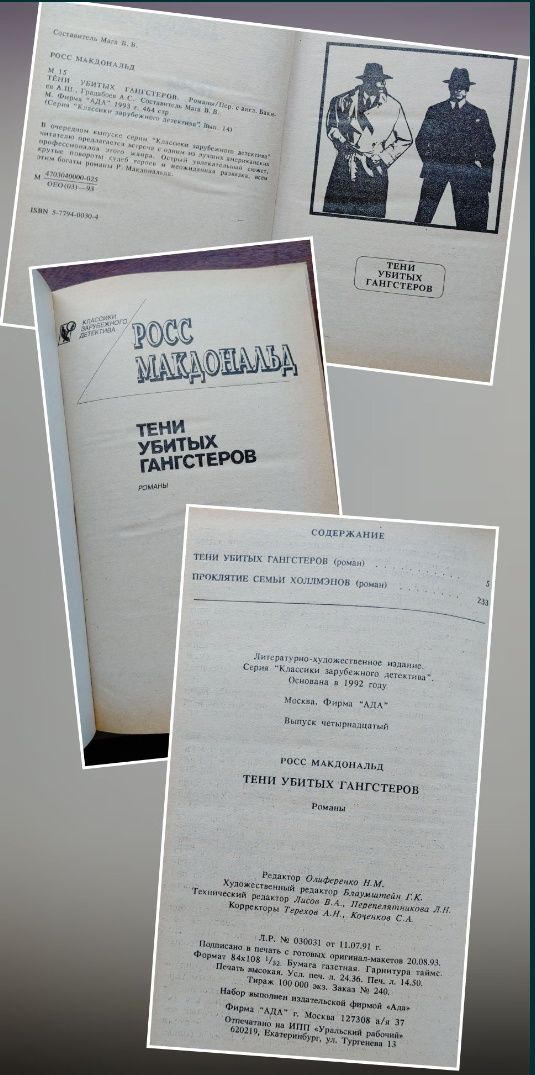 Составитель Мага В. В.
РОСС МАКДОНАЛЬД
М 15
ТЕНИ УБИТЫХ ГАНГСТЕРОВ. Романы/Пер. с англ. Баки-
ев А.Ш., Градабоев А.С. Составитель Мага В. В.
М. Фирма "АДА" 1993 г. 464 стр
(Серия "Классики зарубежного детектива". Вып. 14)
В очередном выпуске серии "Классики зарубежного детектива"
читателю предлагается встреча с одним из лучших американских
профессионалов этого жанра. Острый увлекательный сюжет,
крутые повороты судеб героев и неожиданная развязка, всем
этим богаты романы Р. Макдональда.
М 4703040000-025
ОЕО(03)—93
ISBN 5-7794-0030-4
ТЕНИ
УБИТЫХ
ГАНГСТЕРОВ
КЛАССИКИ
ЗАРУБЕЖНОГО
ДЕТЕКТИВА
РОСС
МАКДОНАЛЬД
ТЕНИ
УБИТЫХ
ГАНГСТЕРОВ
РОМАНЫ
СОДЕРЖАНИЕ
ТЕНИ УБИТЫХ ГАНГСТЕРОВ (роман) . . . . . . . . . . 5
ПРОКЛЯТИЕ СЕМЬИ ХОЛЛМЭНОВ (роман) . . . . . . . . 233
Литературно-художественное издание.
Серия "Классики зарубежного детектива".
Основана в 1992 году
Москва. Фирма "АДА"
Выпуск четырнадцатый
РОСС МАКДОНАЛЬД
ТЕНИ УБИТЫХ ГАНГСТЕРОВ
Романы
Редактор Олиференко Н.М.
Художественный редактор Блаумштейн Г.К.
Технический редактор Лисов В.А., Перепелятникова Л.Н.
Корректоры Терехов А.Н., Коченков С.А.
Л.Р. № 030031 от 11.07.91 г.
Подписано в печать с готовых оригинал-макетов 20.08.93.
Формат 84х108 1/32. Бумага газетная. Гарнитура таймс.
Печать высокая. Усл. печ. л. 24.36. Печ. л. 14.50.
Тираж 100 000 экз. Заказ № 240.
Набор выполнен издательской фирмой «Ада»
Фирма "АДА" г. Москва 127308 а/я 37
Отпечатано на ИПП «Уральский рабочий»
620219, Екатеринбург, ул. Тургенева 13